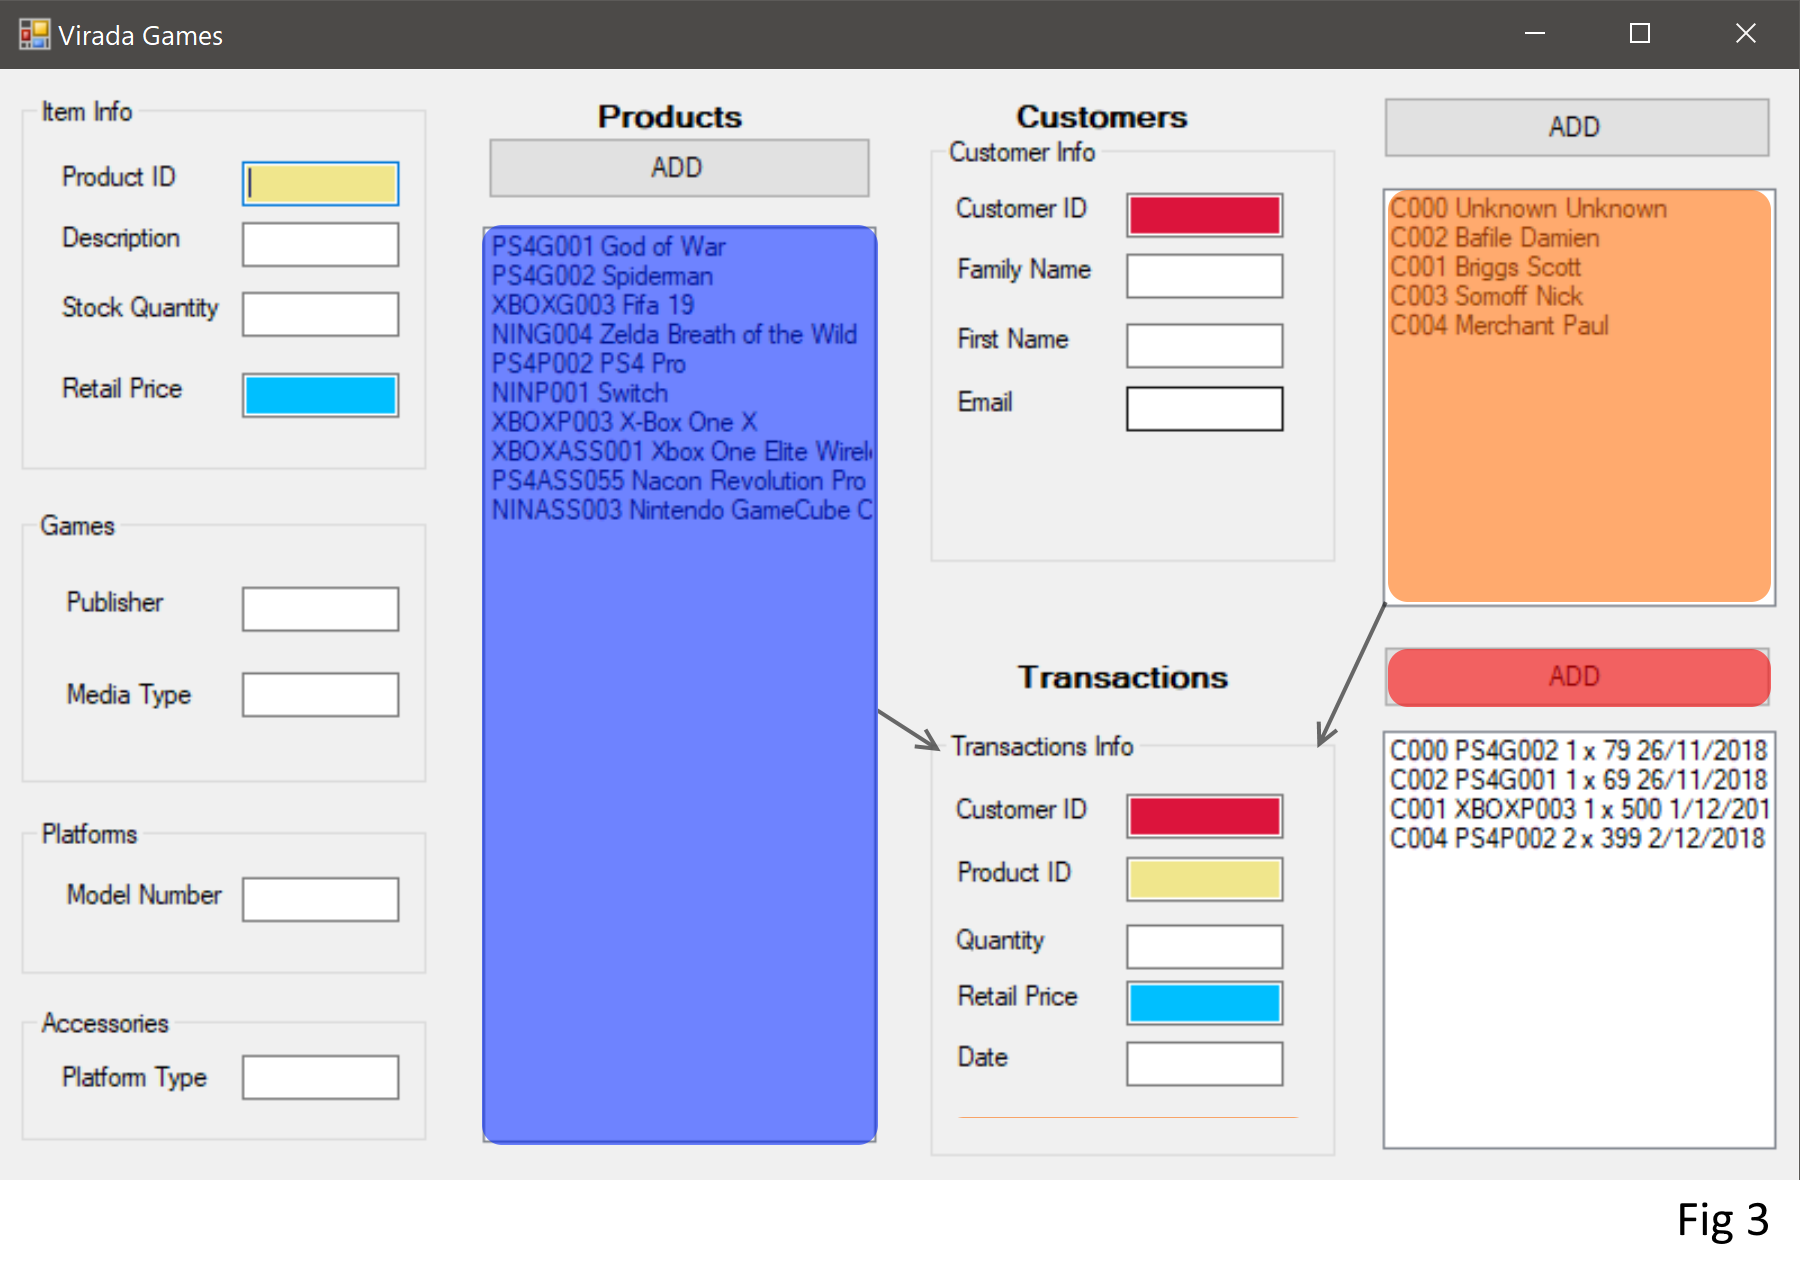 Virada Games
Item Info
Product ID
Description
Stock Quantity
Retail Price
Games
Publisher
Media Type
Platforms
Model Number
Accessories
Platform Type
Products
ADD
PS4G001 God of War
PS4G002 Spiderman
XBOXG003 Fifa 19
NING004 Zelda Breath of the Wild
PS4P002 PS4 Pro
NINP001 Switch
XBOXP003 X-Box One X
XBOXASS001 Xbox One Elite Wirel
PS4ASS055 Nacon Revolution Pro
NINASS003 Nintendo GameCube C
Customers
Customer Info
Customer ID
Family Name
First Name
Email
ADD
C000 Unknown Unknown
C002 Bafile Damien
C001 Briggs Scott
C003 Somoff Nick
C004 Merchant Paul
Transactions
Transactions Info
Customer ID
Product ID
Quantity
Retail Price
Date
ADD
C000 PS4G002 1 x 79 26/11/2018
C002 PS4G001 1 x 69 26/11/2018
C001 XBOXP003 1 x 500 1/12/201
C004 PS4P002 2 x 399 2/12/2018
Fig 3